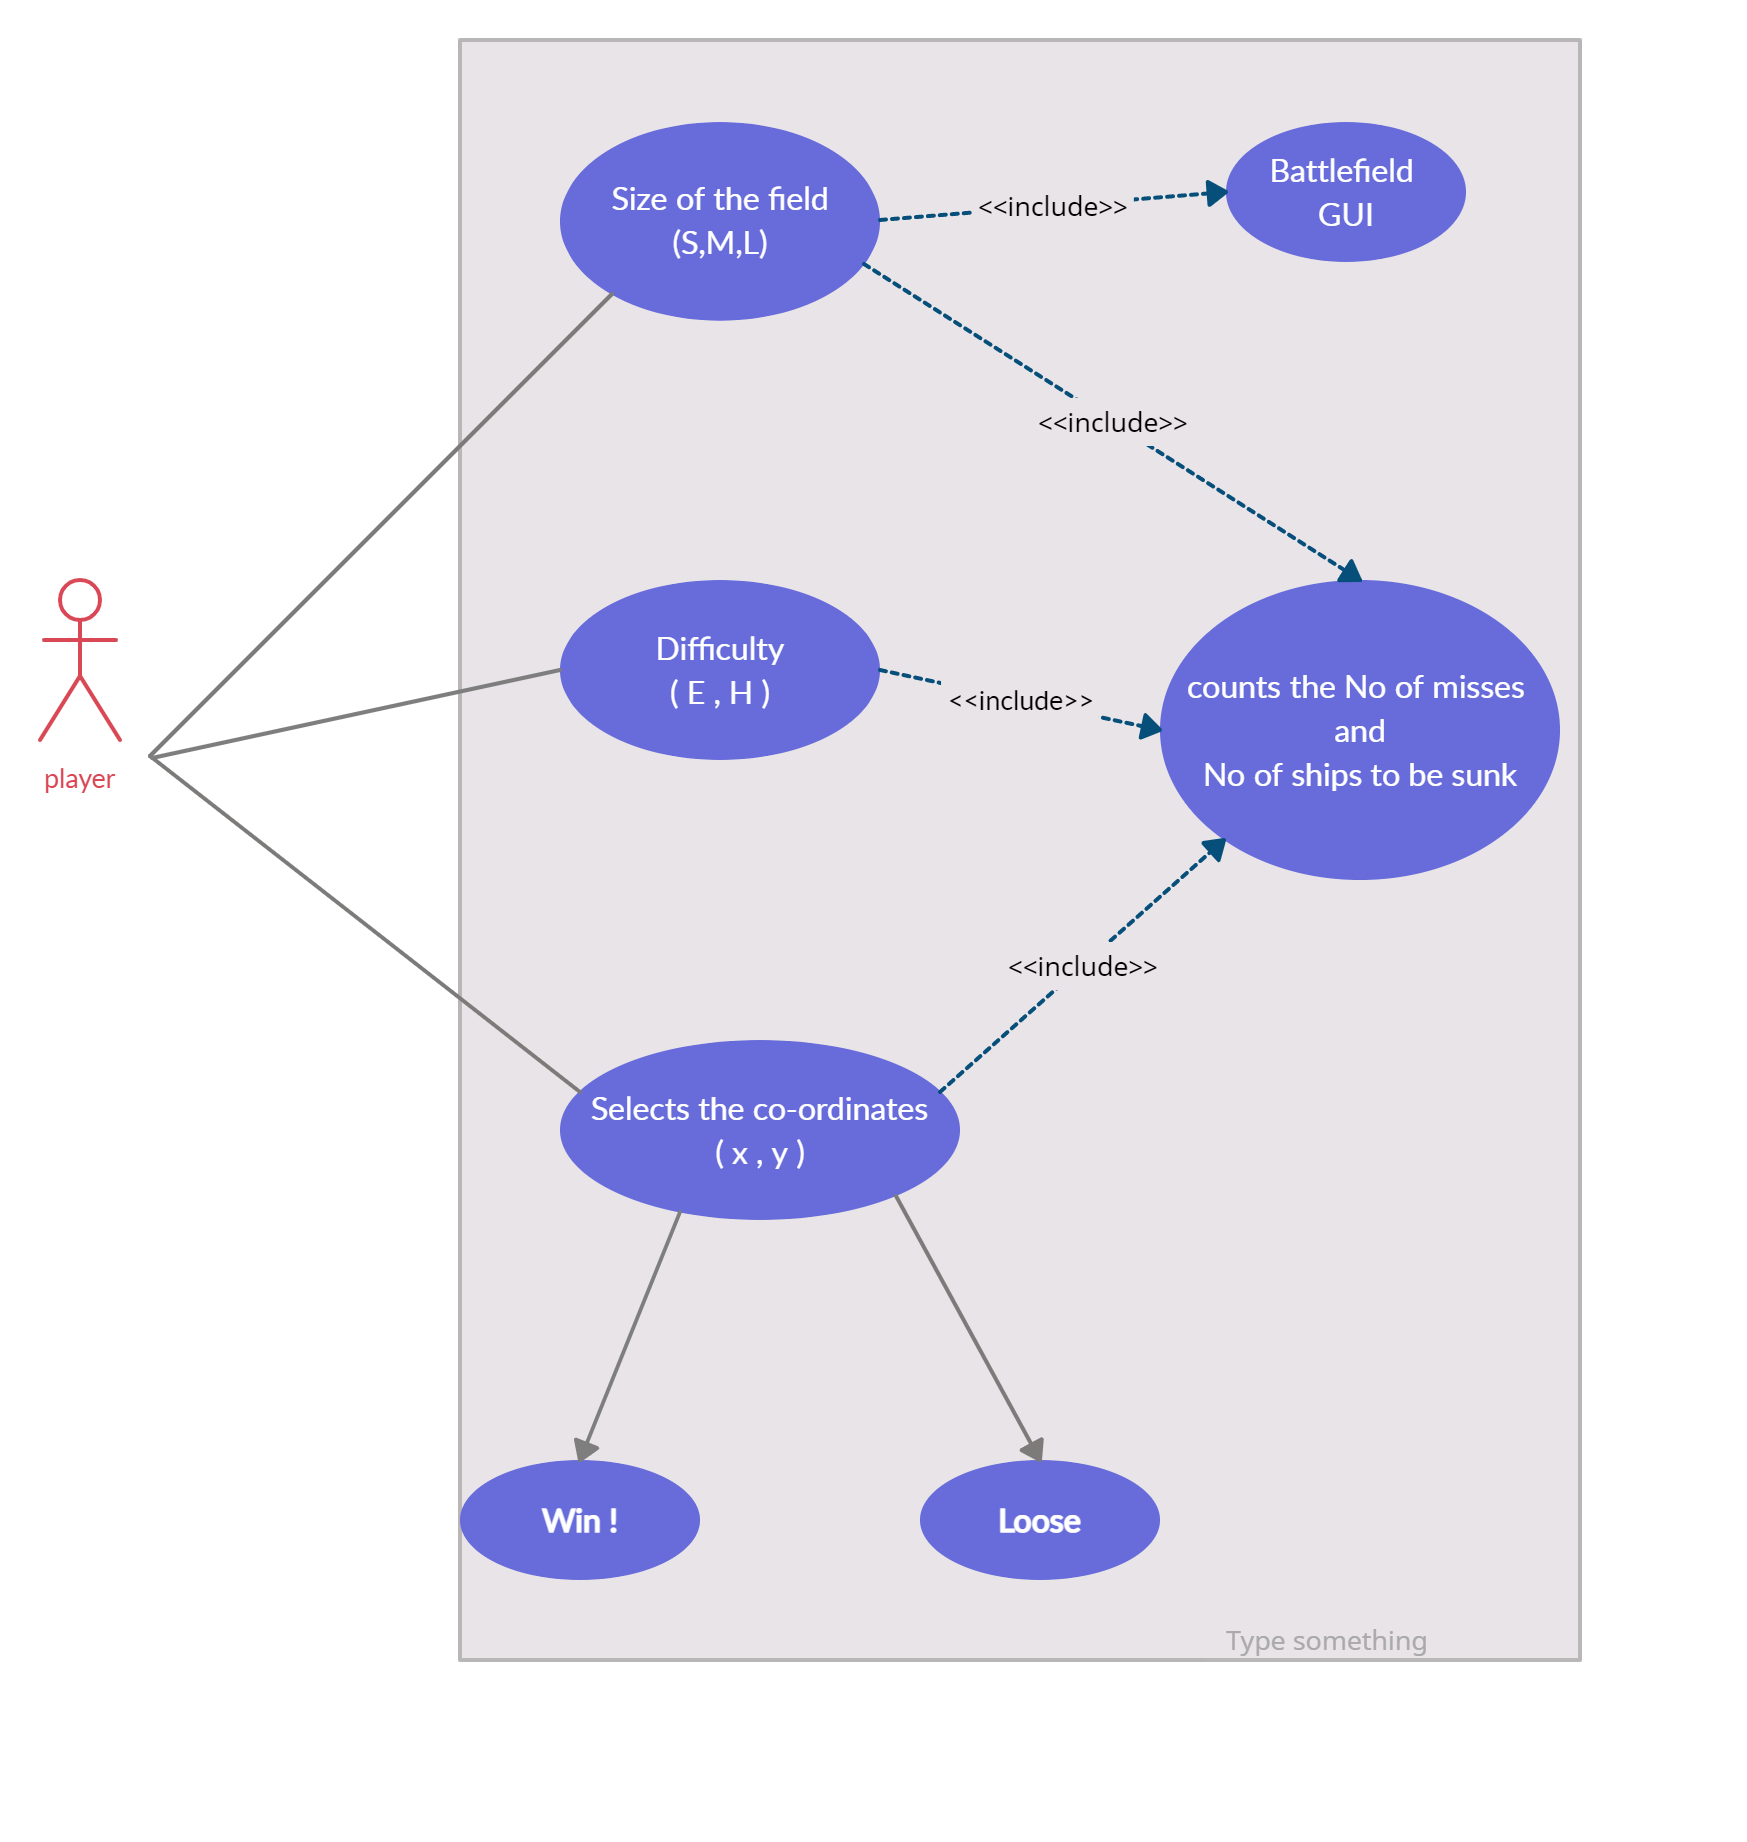 Size of the field
(S,M,L)
<<include>>
Battlefield
GUI
<<include>>
player
Difficulty
( E , H )
<<include>>
counts the No of misses
and
No of ships to be sunk
<<include>>
Selects the co-ordinates
( x , y )
Win !
Loose
Type something